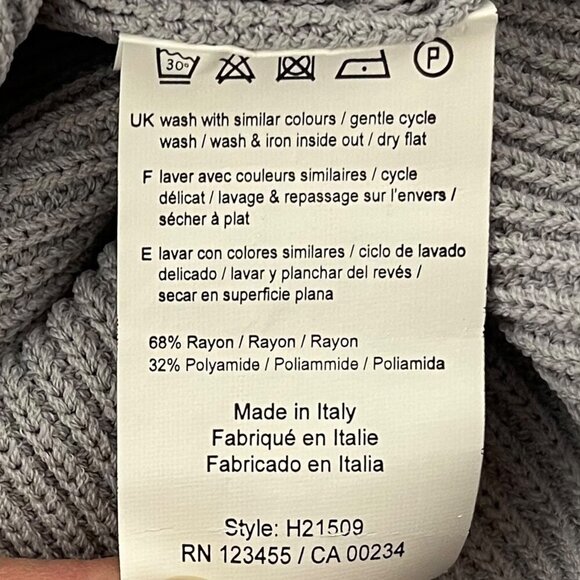 30°
P
UK wash with similar colours / gentle cycle
wash / wash & iron inside out / dry flat
F laver avec couleurs similaires / cycle
délicat / lavage & repassage sur l'envers /
sécher à plat
E lavar con colores similares / ciclo de lavado
delicado / lavar y planchar del revés /
secar en superficie plana
68% Rayon / Rayon / Rayon
32% Polyamide / Poliammide / Poliamida
Made in Italy
Fabriqué en Italie
Fabricado en Italia
Style: H21509
RN 123455 / CA 00234